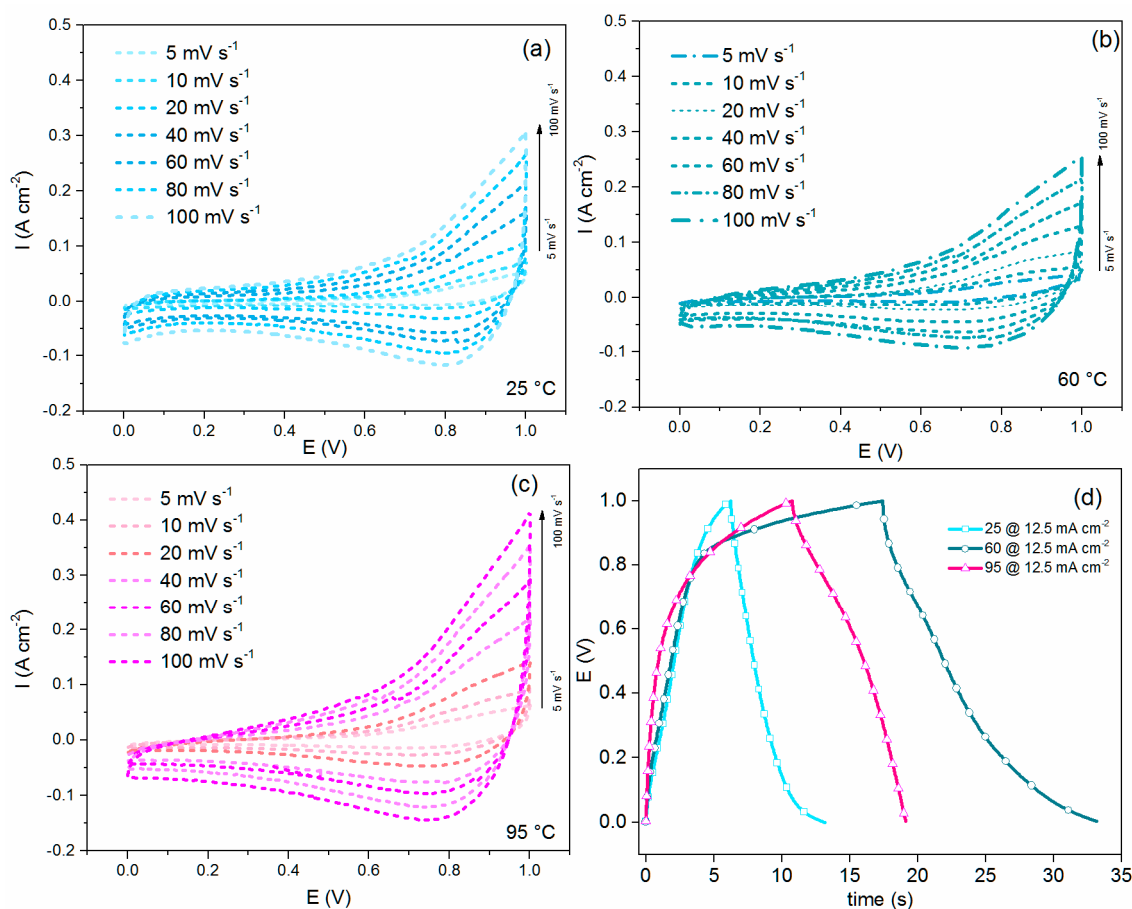 (a)
0.5
0.4
0.3
0.2
0.1
0.0
-0.1
-0.2
I (A cm⁻²)
5 mV s⁻¹
10 mV s⁻¹
20 mV s⁻¹
40 mV s⁻¹
60 mV s⁻¹
80 mV s⁻¹
100 mV s⁻¹
100 mV s⁻¹
5 mV s⁻¹
25 °C
0.0 0.2 0.4 0.6 0.8 1.0
E (V)
(b)
0.5
0.4
0.3
0.2
0.1
0.0
-0.1
-0.2
I (A cm⁻²)
5 mV s⁻¹
10 mV s⁻¹
20 mV s⁻¹
40 mV s⁻¹
60 mV s⁻¹
80 mV s⁻¹
100 mV s⁻¹
100 mV s⁻¹
5 mV s⁻¹
60 °C
0.0 0.2 0.4 0.6 0.8 1.0
E (V)
(c)
0.5
0.4
0.3
0.2
0.1
0.0
-0.1
-0.2
I (A cm⁻²)
5 mV s⁻¹
10 mV s⁻¹
20 mV s⁻¹
40 mV s⁻¹
60 mV s⁻¹
80 mV s⁻¹
100 mV s⁻¹
100 mV s⁻¹
5 mV s⁻¹
95 °C
0.0 0.2 0.4 0.6 0.8 1.0
E (V)
(d)
1.0
0.8
0.6
0.4
0.2
0.0
E (V)
25 @ 12.5 mA cm⁻²
60 @ 12.5 mA cm⁻²
95 @ 12.5 mA cm⁻²
0 5 10 15 20 25 30 35
time (s)